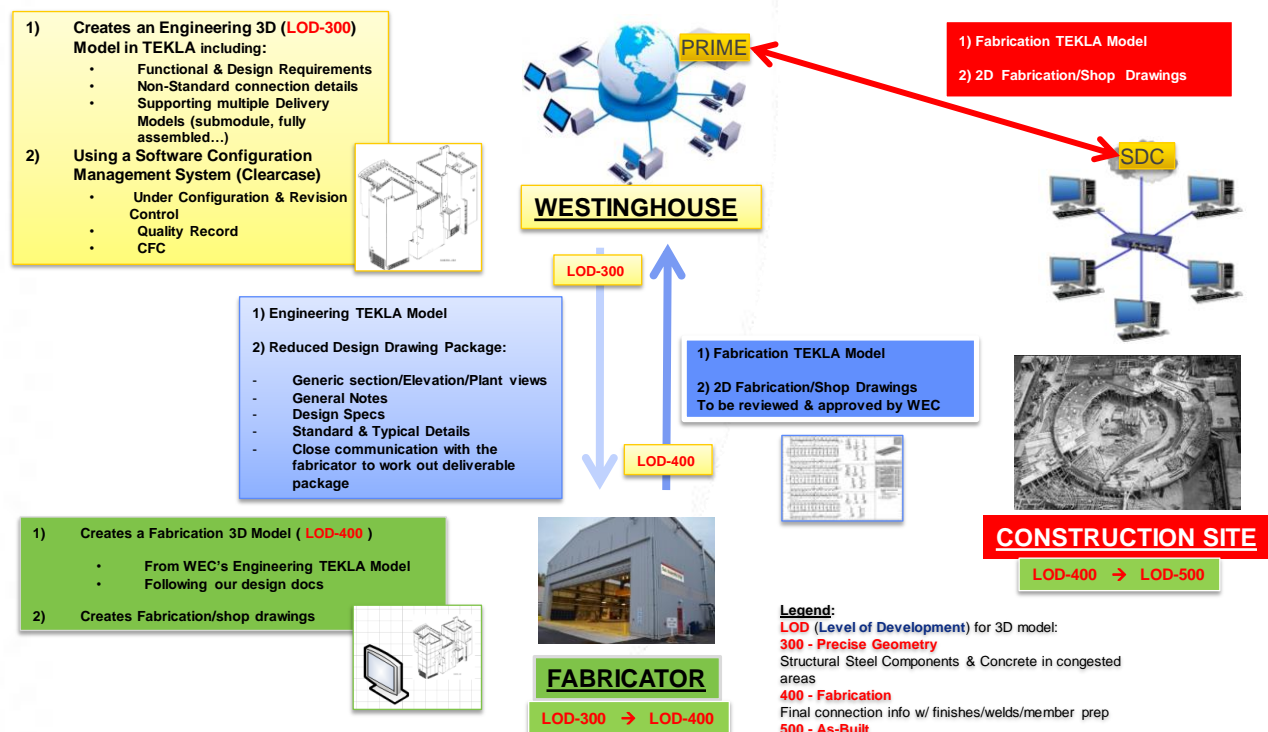 1) Creates an Engineering 3D (LOD-300)
Model in TEKLA including:
• Functional & Design Requirements
• Non-Standard connection details
• Supporting multiple Delivery
Models (submodule, fully
assembled…)
2) Using a Software Configuration
Management System (Clearcase)
• Under Configuration & Revision
Control
• Quality Record
• CFC
PRIME
WESTINGHOUSE
1) Fabrication TEKLA Model
2) 2D Fabrication/Shop Drawings
SDC
LOD-300
1) Engineering TEKLA Model
2) Reduced Design Drawing Package:
- Generic section/Elevation/Plant views
- General Notes
- Design Specs
- Standard & Typical Details
- Close communication with the
fabricator to work out deliverable
package
1) Fabrication TEKLA Model
2) 2D Fabrication/Shop Drawings
To be reviewed & approved by WEC
LOD-400
1) Creates a Fabrication 3D Model ( LOD-400 )
• From WEC's Engineering TEKLA Model
• Following our design docs
2) Creates Fabrication/shop drawings
FABRICATOR
LOD-300 → LOD-400
CONSTRUCTION SITE
LOD-400 → LOD-500
Legend:
LOD (Level of Development) for 3D model:
300 - Precise Geometry
Structural Steel Components & Concrete in congested
areas
400 - Fabrication
Final connection info w/ finishes/welds/member prep
500 - As-Built